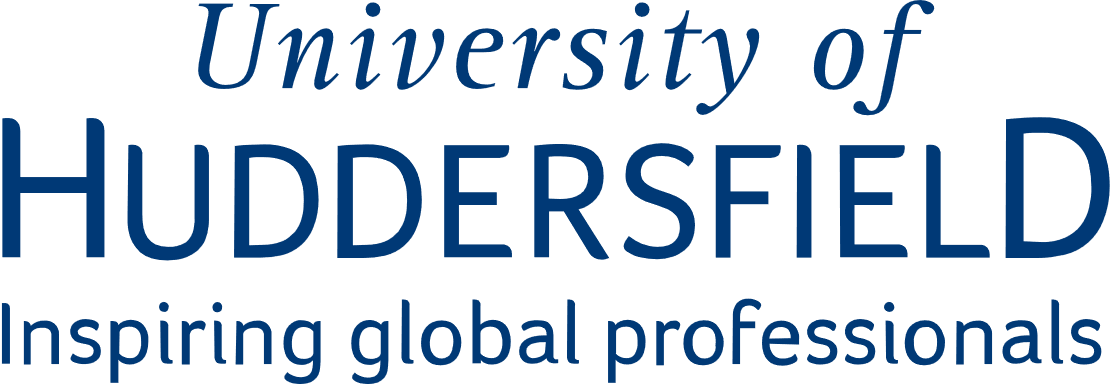 University of
HUDDERSFIELD
Inspiring global professionals